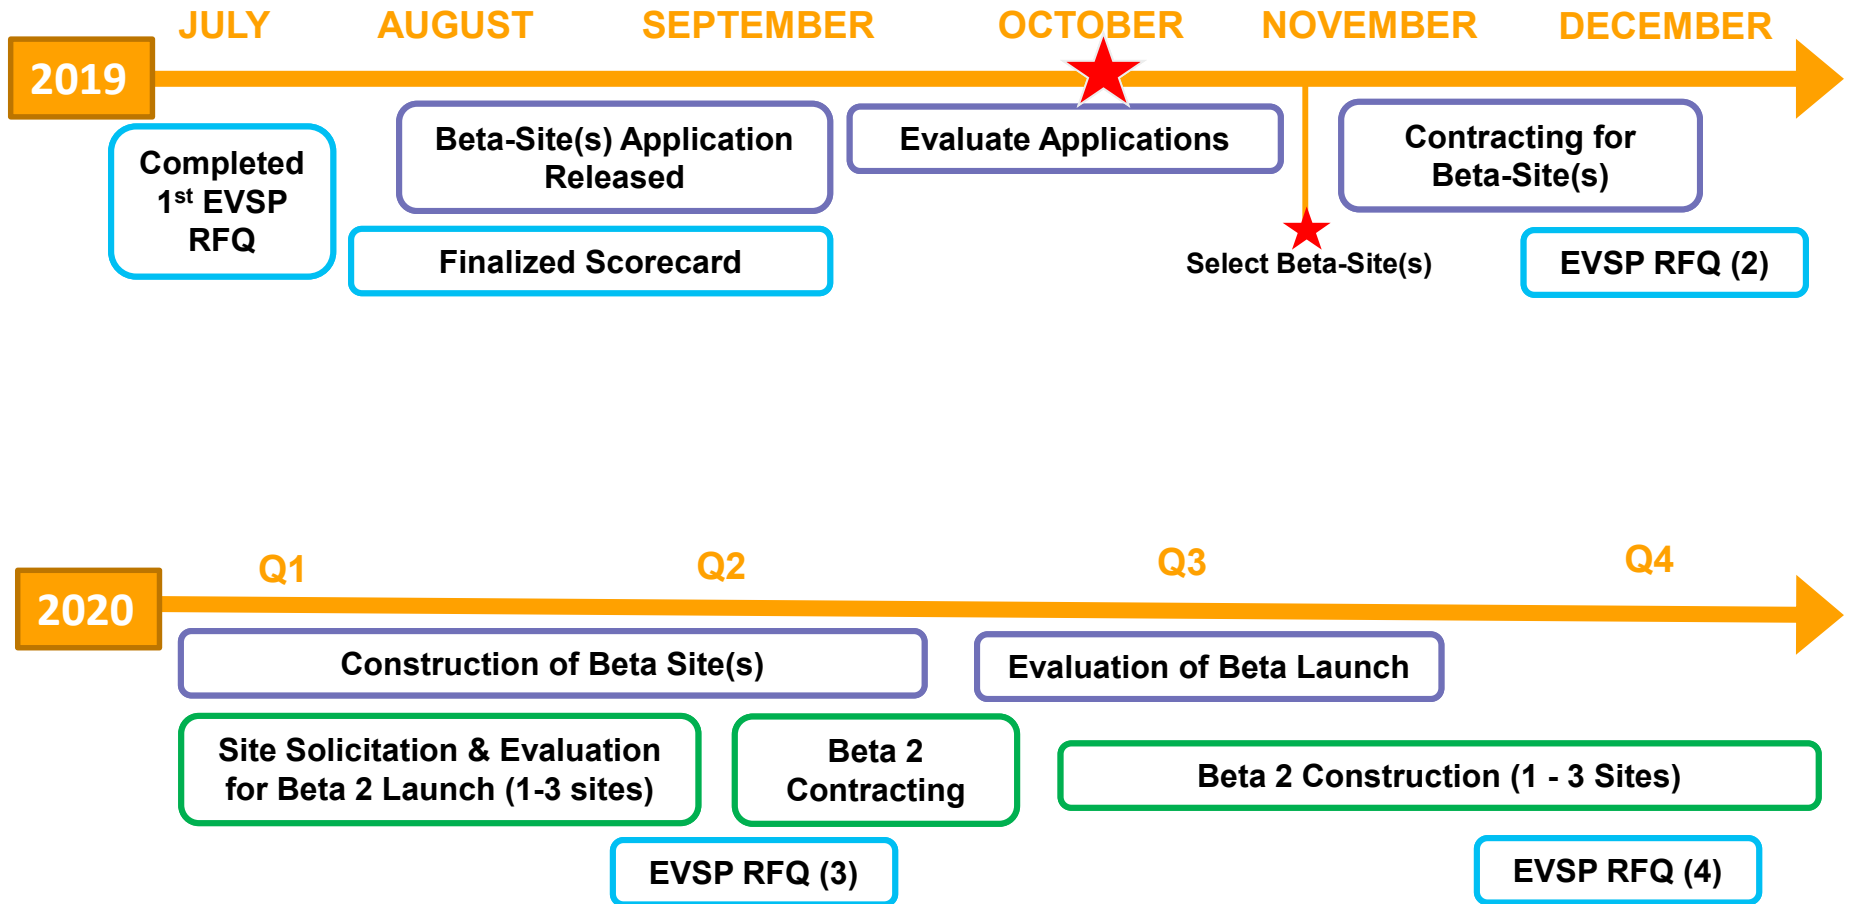 JULY AUGUST SEPTEMBER OCTOBER NOVEMBER DECEMBER
2019
Completed
1st EVSP
RFQ
Beta-Site(s) Application
Released
Finalized Scorecard
Evaluate Applications
Select Beta-Site(s)
Contracting for
Beta-Site(s)
EVSP RFQ (2)
Q1 Q2 Q3 Q4
2020
Construction of Beta Site(s)
Evaluation of Beta Launch
Site Solicitation & Evaluation
for Beta 2 Launch (1-3 sites)
Beta 2
Contracting
Beta 2 Construction (1 - 3 Sites)
EVSP RFQ (3)
EVSP RFQ (4)